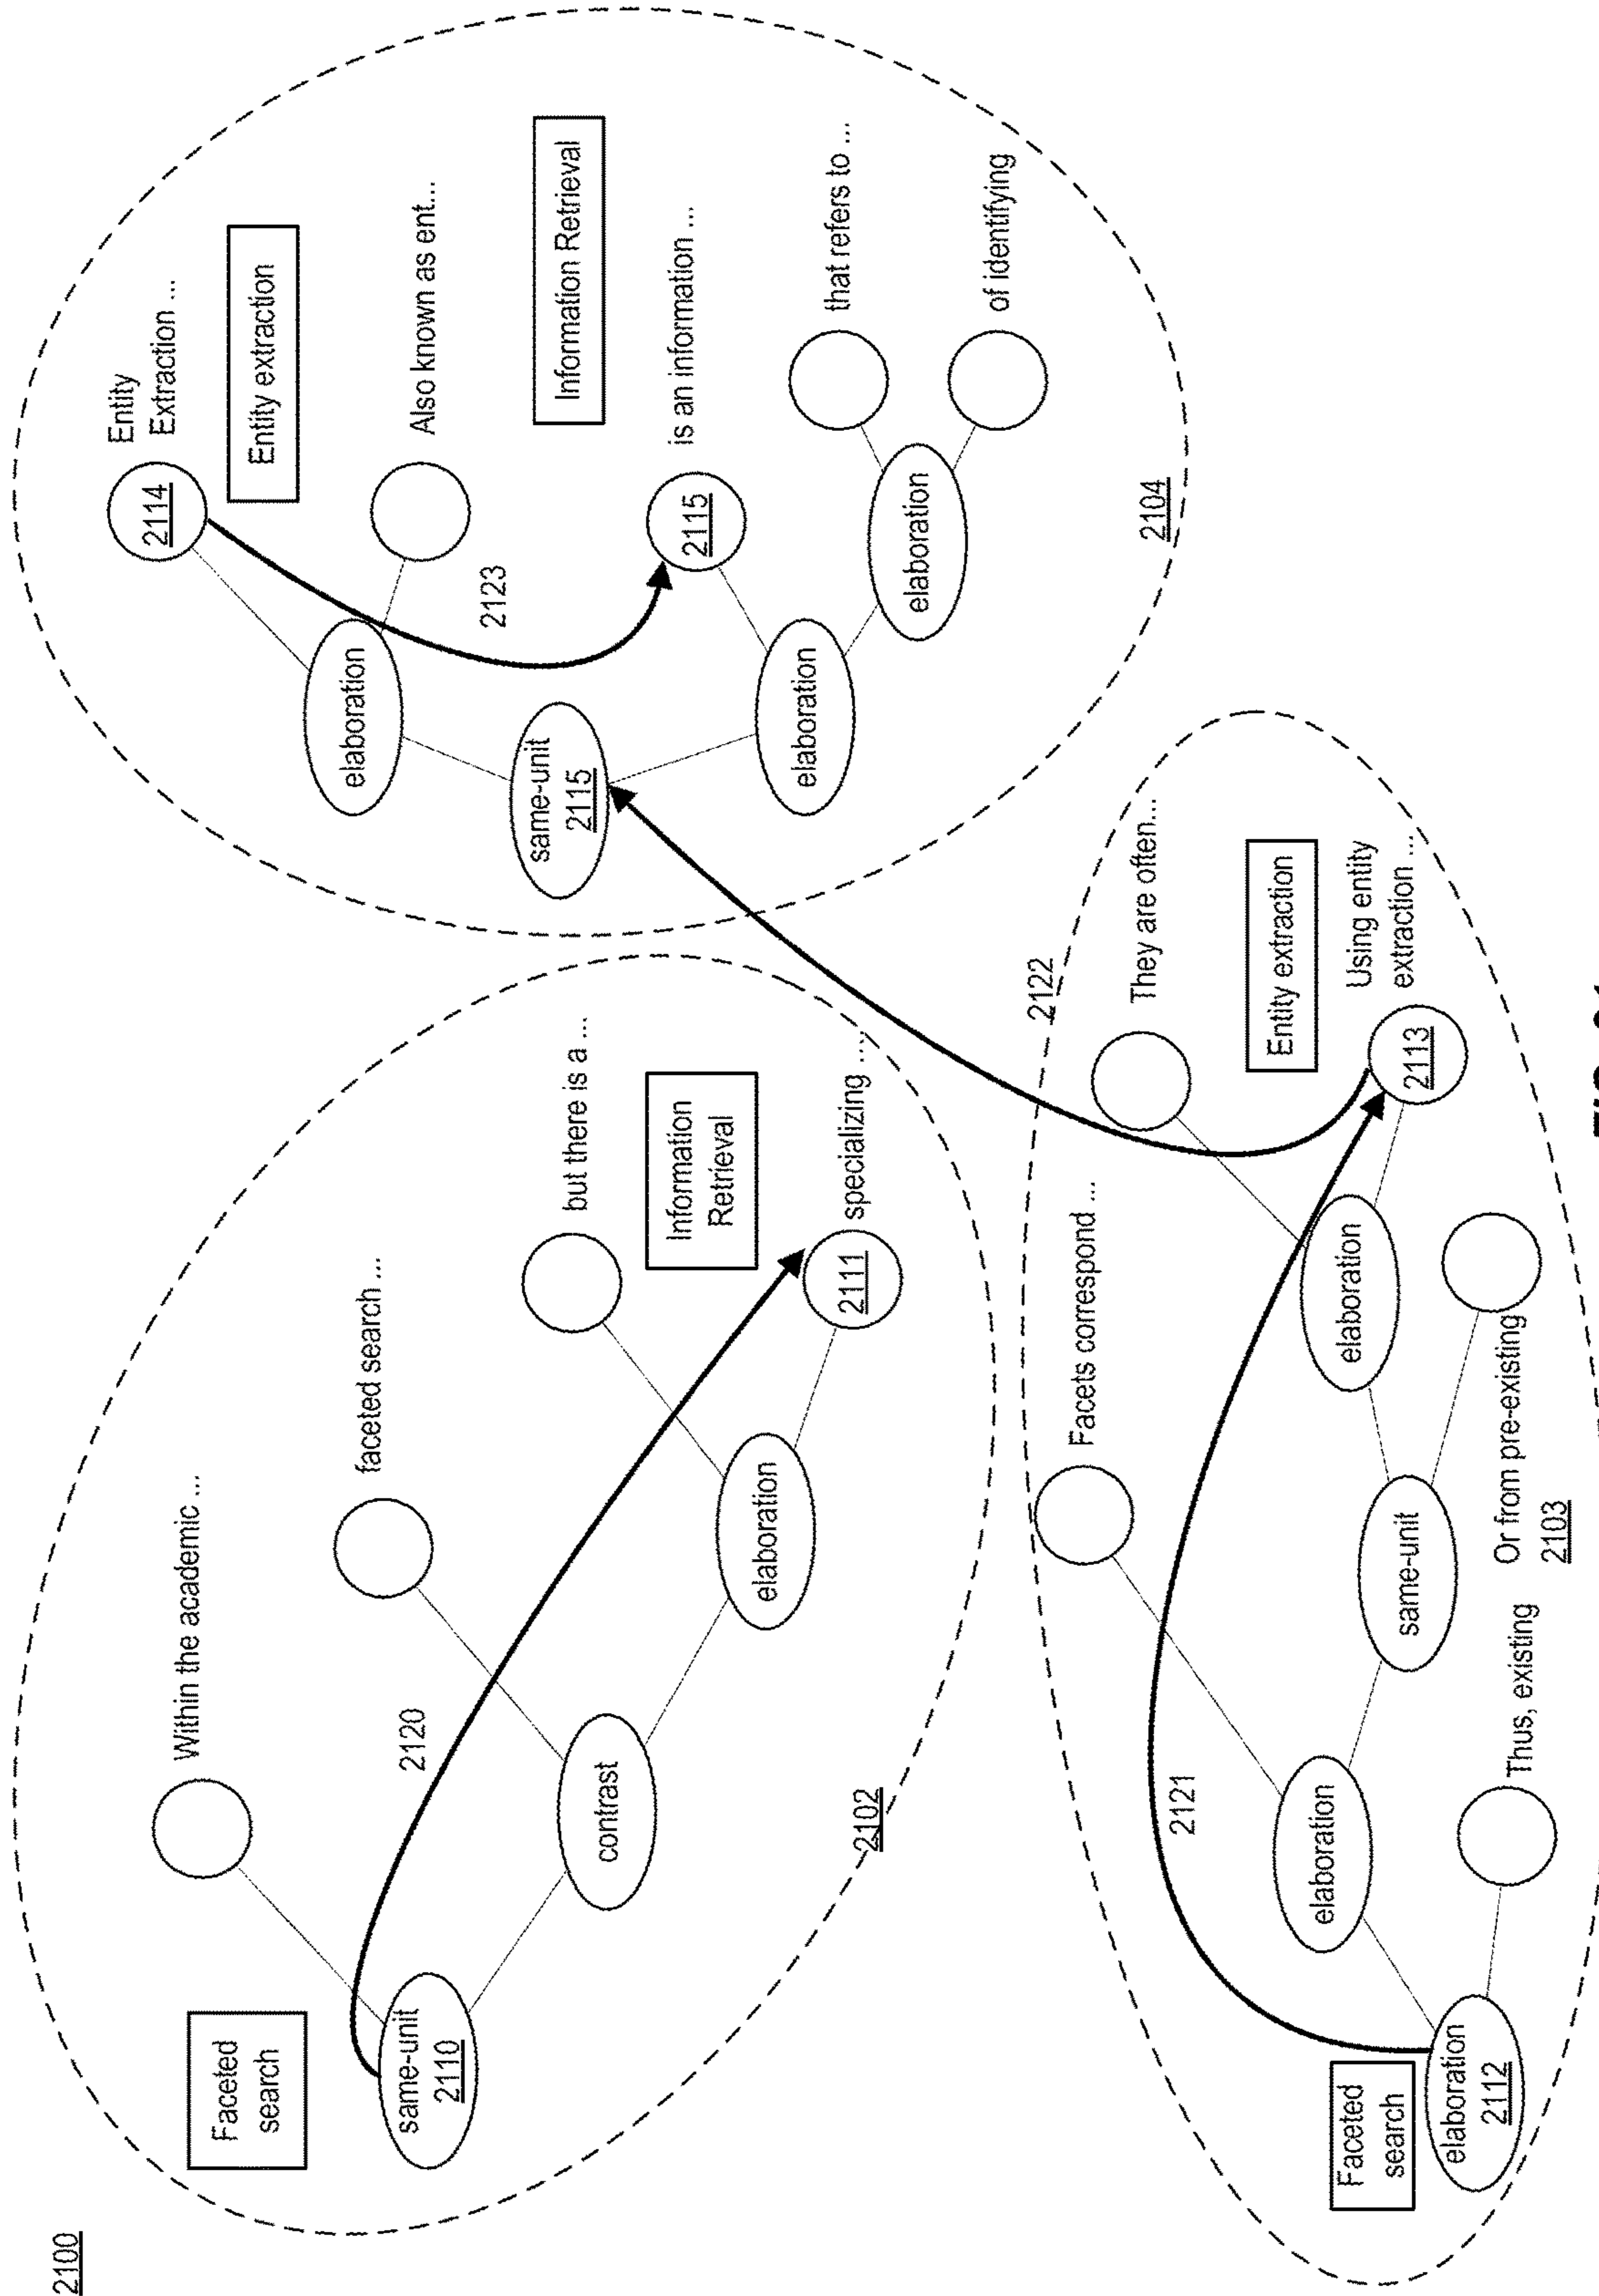 2100
Faceted
search
Within the academic ...
same-unit
2110
faceted search ...
2120
contrast
but there is a ...
Information
Retrieval
elaboration
2111
specializing ....
2102
Entity
Extraction ...
2114
Entity extraction
elaboration
Also known as ent...
2123
same-unit
2115
Information Retrieval
is an information ...
2115
elaboration
that refers to ...
elaboration
of identifying
2104
2122
Facets correspond ...
They are often...
2121
Entity extraction
elaboration
elaboration
Using entity
extraction ...
2113
Faceted
search
same-unit
elaboration
2112
Or from pre-existing
Thus, existing
2103